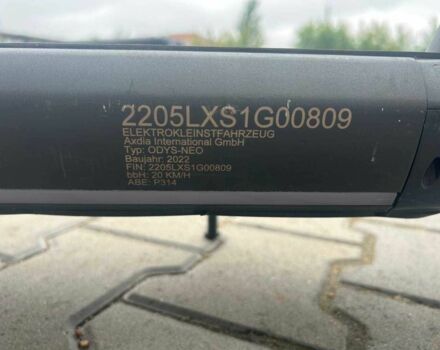 2205LXS1G00809
ELEKTROKLEINSTFAHRZEUG
Axdia International GmbH
Typ: ODYS-NEO
Baujahr: 2022
FIN: 2205LXS1G00809
bbH: 20 KM/H
ABE: P314